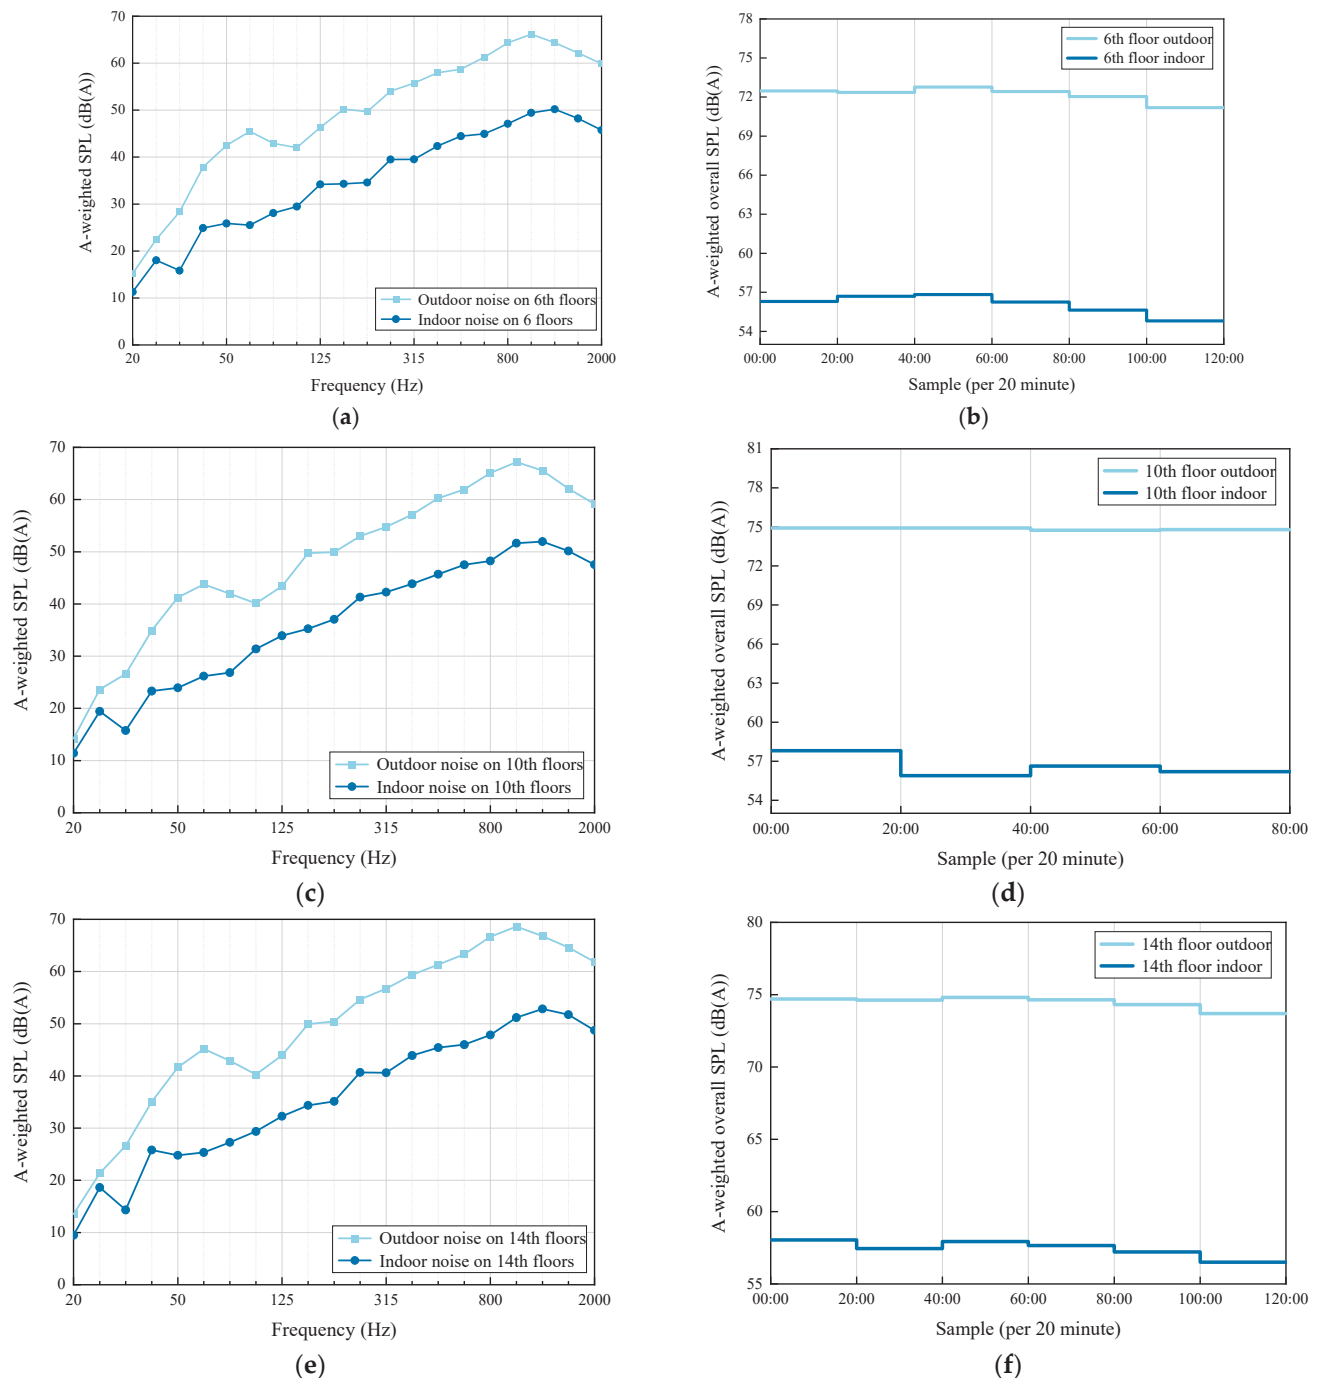 A-weighted SPL (dB(A))
70
60
50
40
30
20
10
0
Outdoor noise on 6th floors
Indoor noise on 6 floors
20 50 125 315 800 2000
Frequency (Hz)
(a)
A-weighted overall SPL (dB(A))
78
75
72
69
66
63
60
57
54
6th floor outdoor
6th floor indoor
00:00 20:00 40:00 60:00 80:00 100:00 120:00
Sample (per 20 minute)
(b)
A-weighted SPL (dB(A))
70
60
50
40
30
20
10
0
Outdoor noise on 10th floors
Indoor noise on 10th floors
20 50 125 315 800 2000
Frequency (Hz)
(c)
A-weighted overall SPL (dB(A))
81
78
75
72
69
66
63
60
57
54
10th floor outdoor
10th floor indoor
00:00 20:00 40:00 60:00 80:00
Sample (per 20 minute)
(d)
A-weighted SPL (dB(A))
70
60
50
40
30
20
10
0
Outdoor noise on 14th floors
Indoor noise on 14th floors
20 50 125 315 800 2000
Frequency (Hz)
(e)
A-weighted overall SPL (dB(A))
80
75
70
65
60
55
14th floor outdoor
14th floor indoor
00:00 20:00 40:00 60:00 80:00 100:00 120:00
Sample (per 20 minute)
(f)